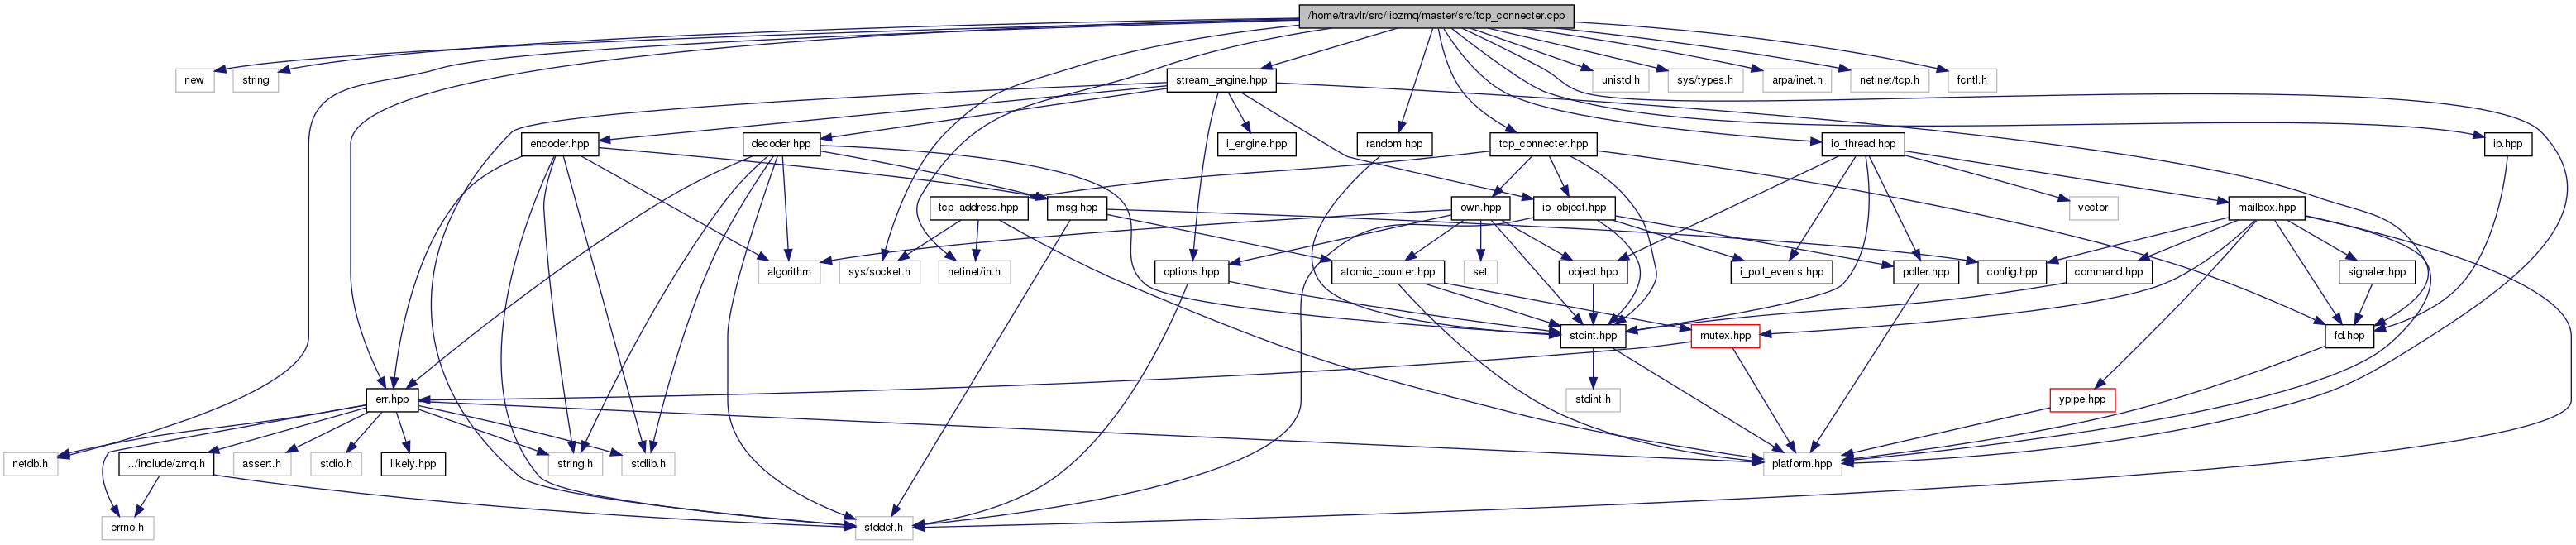 /home/travlr/src/libzmq/master/src/tcp_connecter.cpp
new
string
stream_engine.hpp
unistd.h
sys/types.h
arpa/inet.h
netinet/tcp.h
fcntl.h
encoder.hpp
decoder.hpp
i_engine.hpp
random.hpp
tcp_connecter.hpp
io_thread.hpp
ip.hpp
tcp_address.hpp
msg.hpp
own.hpp
io_object.hpp
vector
mailbox.hpp
algorithm
sys/socket.h
netinet/in.h
options.hpp
atomic_counter.hpp
set
object.hpp
i_poll_events.hpp
poller.hpp
config.hpp
command.hpp
signaler.hpp
stdint.hpp
mutex.hpp
fd.hpp
err.hpp
stdint.h
ypipe.hpp
netdb.h
../include/zmq.h
assert.h
stdio.h
likely.hpp
string.h
stdlib.h
platform.hpp
errno.h
stddef.h